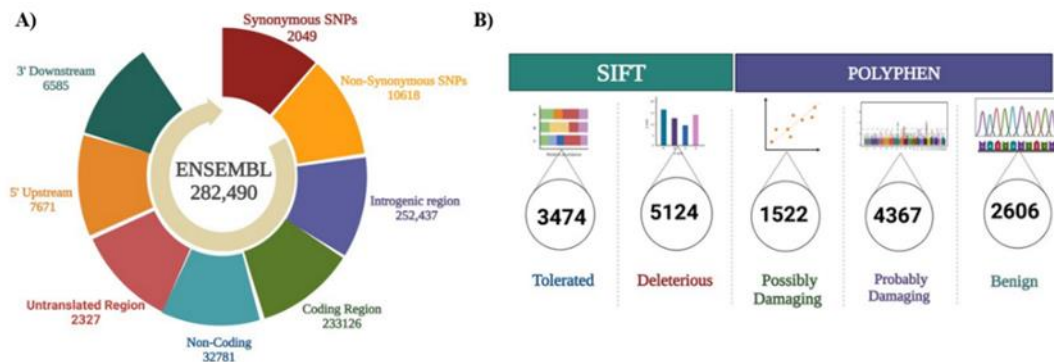 A)
Synonymous SNPs
2049
Non-Synonymous SNPs
10618
Introgenic region
252,437
Coding Region
233126
Non-Coding
32781
Untranslated Region
2327
5' Upstream
7671
3' Downstream
6585
ENSEMBL
282,490
B)
SIFT
POLYPHEN
3474
5124
1522
4367
2606
Tolerated
Deleterious
Possibly
Damaging
Probably
Damaging
Benign